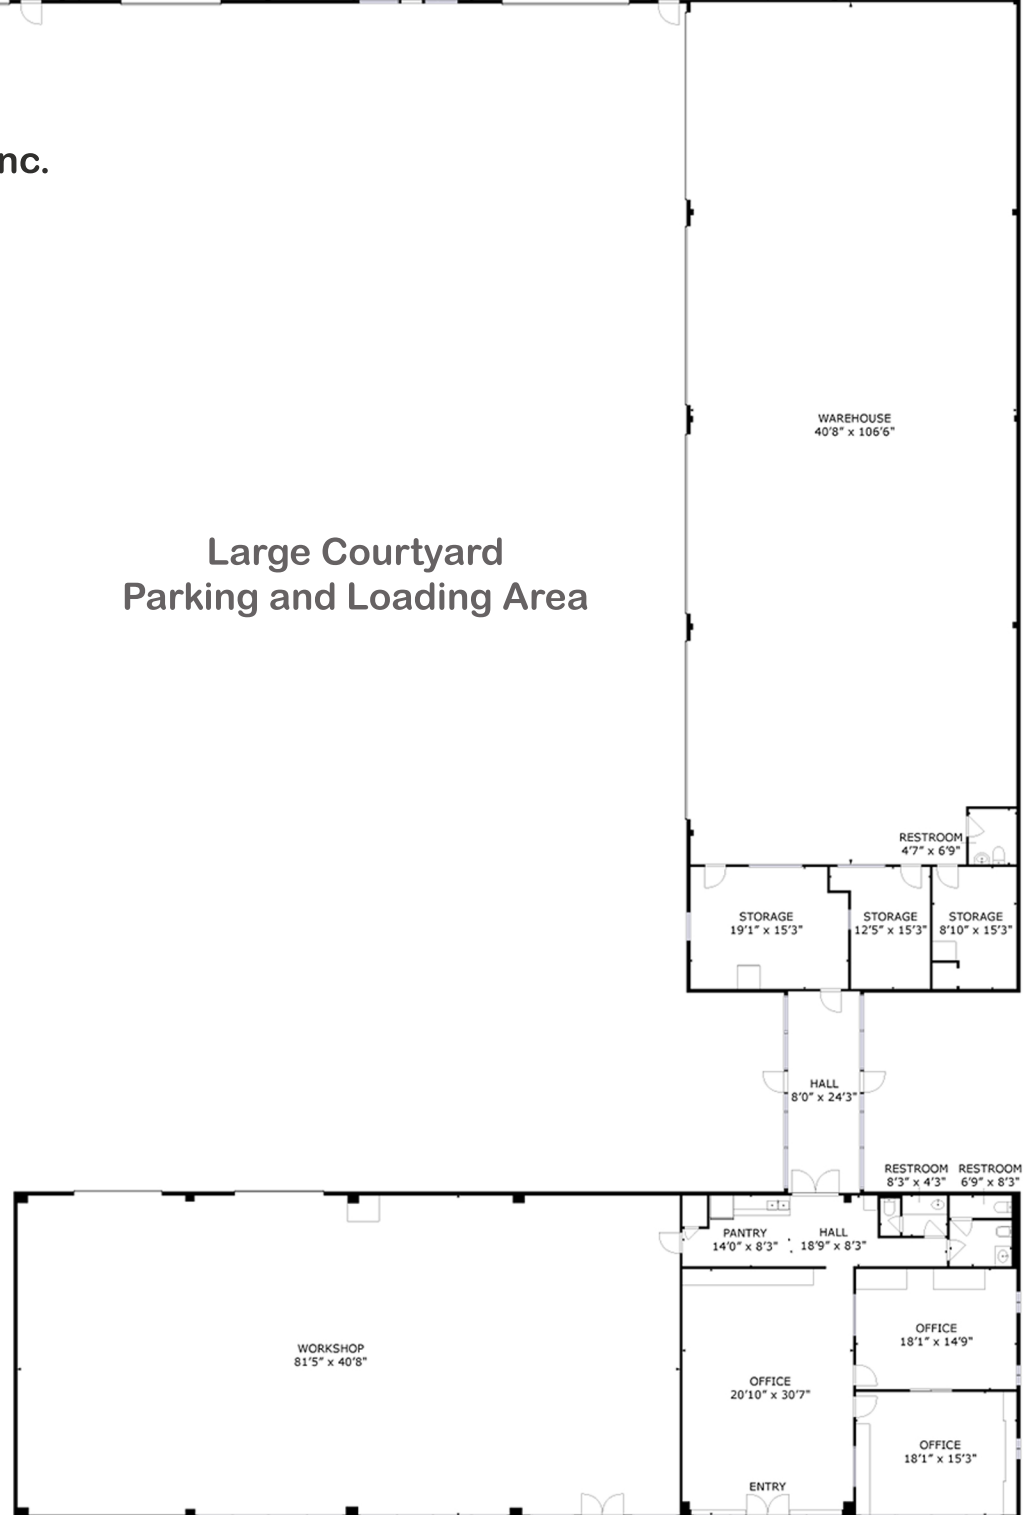 nc.
WAREHOUSE
40'8" x 106'6"
Large Courtyard
Parking and Loading Area
RESTROOM
4'7" x 6'9"
STORAGE
19'1" x 15'3"
STORAGE
12'5" x 15'3"
STORAGE
8'10" x 15'3"
HALL
8'0" x 24'3"
RESTROOM
8'3" x 4'3"
RESTROOM
6'9" x 8'3"
PANTRY
14'0" x 8'3"
HALL
18'9" x 8'3"
WORKSHOP
81'5" x 40'8"
OFFICE
18'1" x 14'9"
OFFICE
20'10" x 30'7"
OFFICE
18'1" x 15'3"
ENTRY